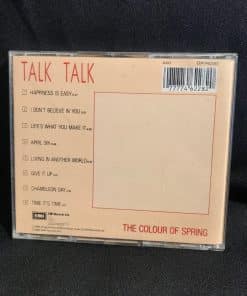 TALK TALK
HAPPINESS IS EASY
I DON'T BELIEVE IN YOU
LIFE'S WHAT YOU MAKE IT
APRIL 5th
LIVING IN ANOTHER WORLD
GIVE IT UP
CHAMELEON DAY
TIME IT'S TIME
EMI
THE COLOUR OF SPRING